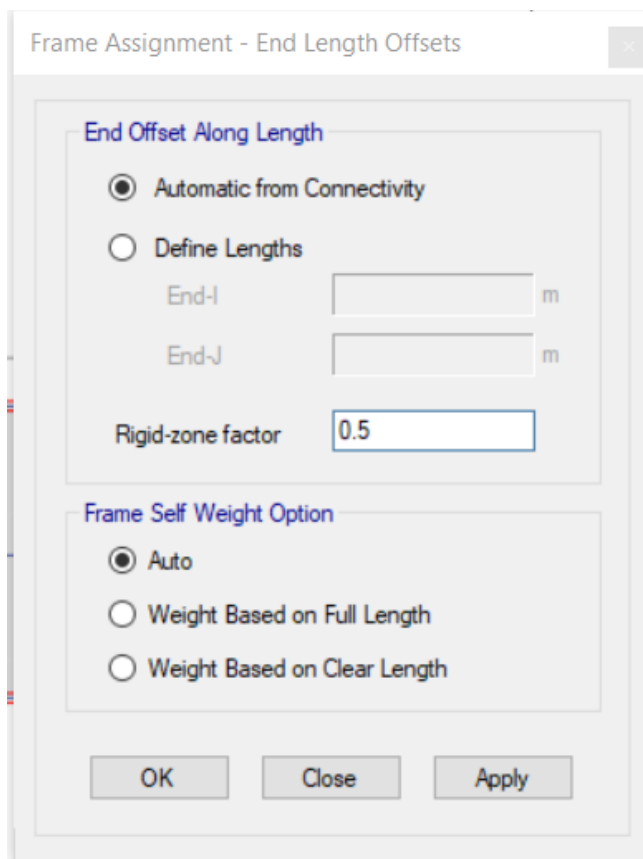 Frame Assignment - End Length Offsets
End Offset Along Length
Automatic from Connectivity
Define Lengths
End-I m
End-J m
Rigid-zone factor 0.5
Frame Self Weight Option
Auto
Weight Based on Full Length
Weight Based on Clear Length
OK Close Apply